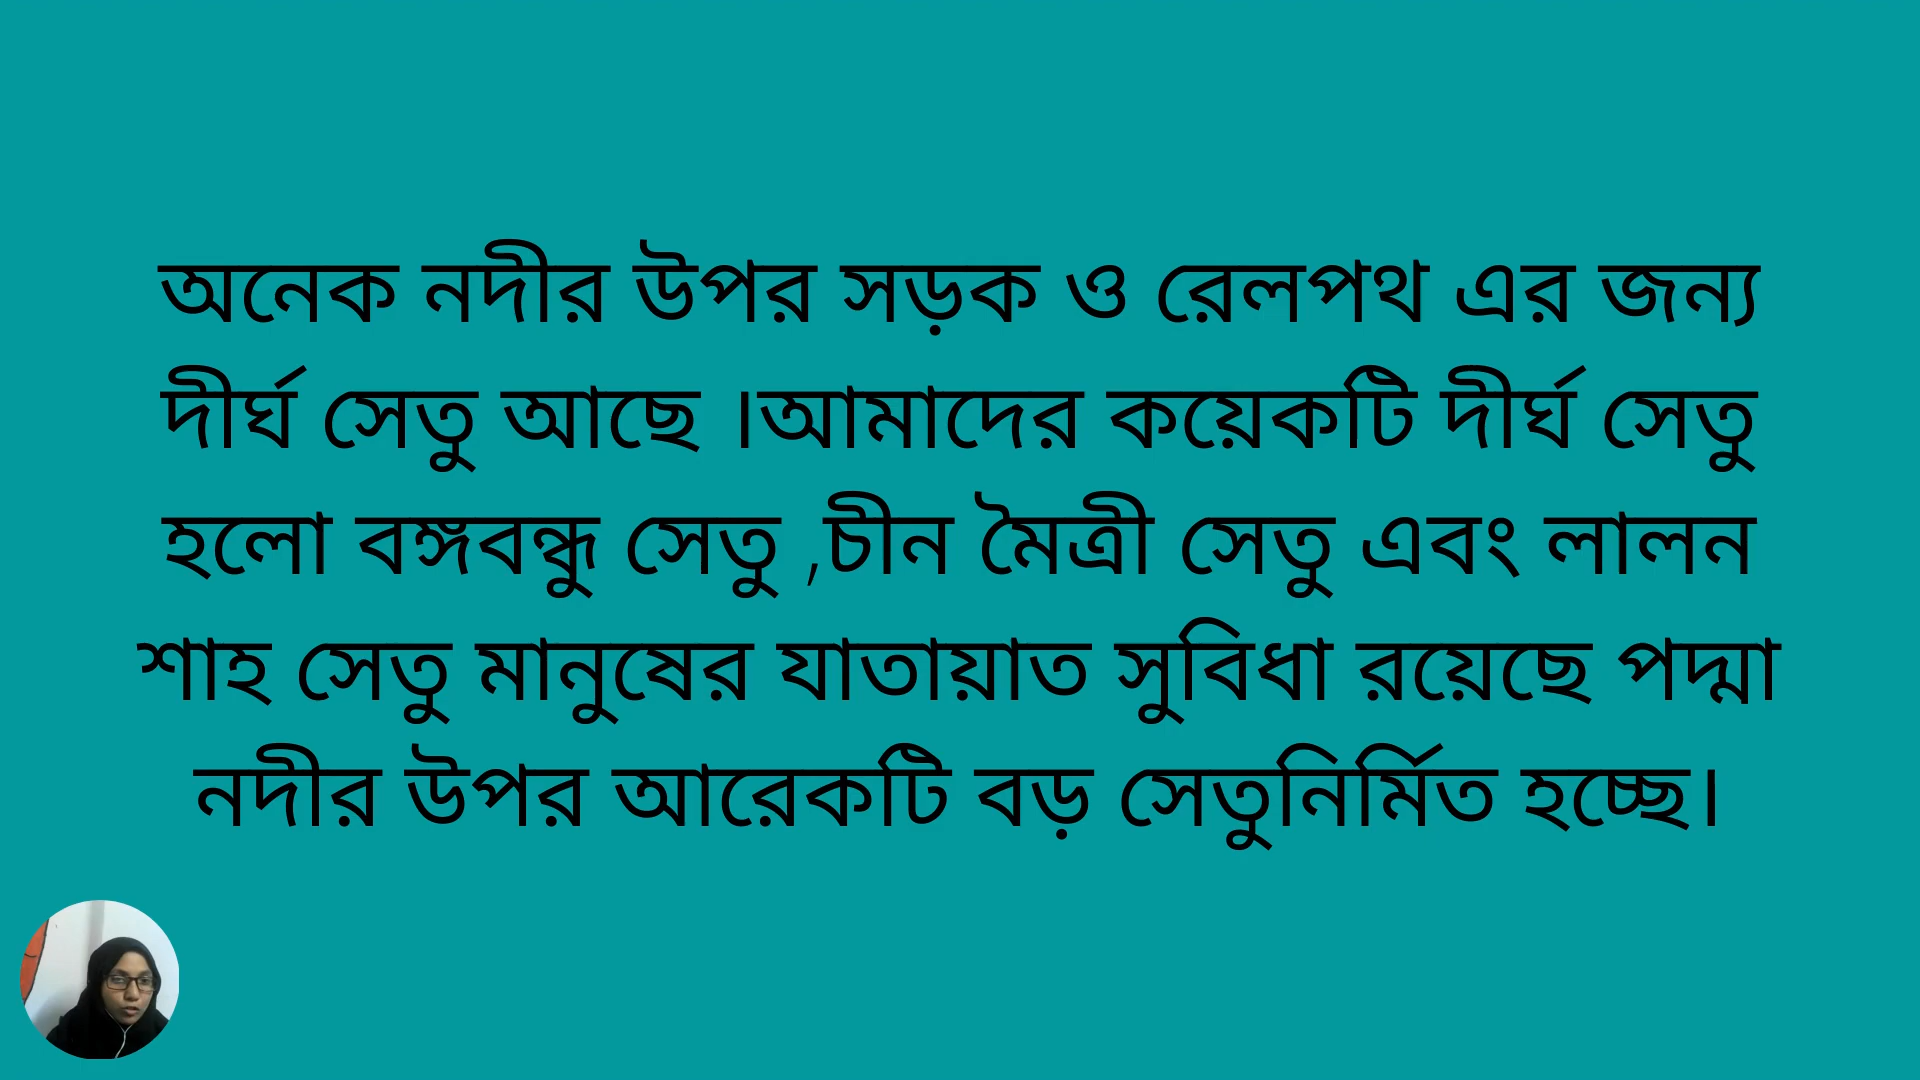 অনেক নদীর উপর সড়ক ও রেলপথ এর জন্য
দীর্ঘ সেতু আছে ।আমাদের কয়েকটি দীর্ঘ সেতু
হলো বঙ্গবন্ধু সেতু ,চীন মৈত্রী সেতু এবং লালন
শাহ সেতু মানুষের যাতায়াত সুবিধা রয়েছে পদ্মা
নদীর উপর আরেকটি বড় সেতুনির্মিত হচ্ছে।